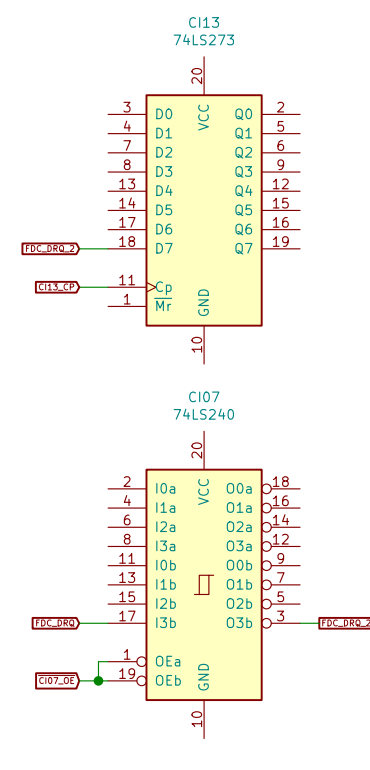 CI13
74LS273
20
VCC
3 D0 Q0 2
4 D1 Q1 5
7 D2 Q2 6
8 D3 Q3 9
13 D4 Q4 12
14 D5 Q5 15
17 D6 Q6 16
FDC_DRQ_2 18 D7 Q7 19
CI13_CP 11 Cp
1 Mr
GND
10
CI07
74LS240
20
VCC
2 I0a O0a 18
4 I1a O1a 16
6 I2a O2a 14
8 I3a O3a 12
11 I0b O0b 9
13 I1b O1b 7
15 I2b O2b 5
FDC_DRQ 17 I3b O3b 3 FDC_DRQ_2
1 OEa
CI07_OE 19 OEb
GND
10